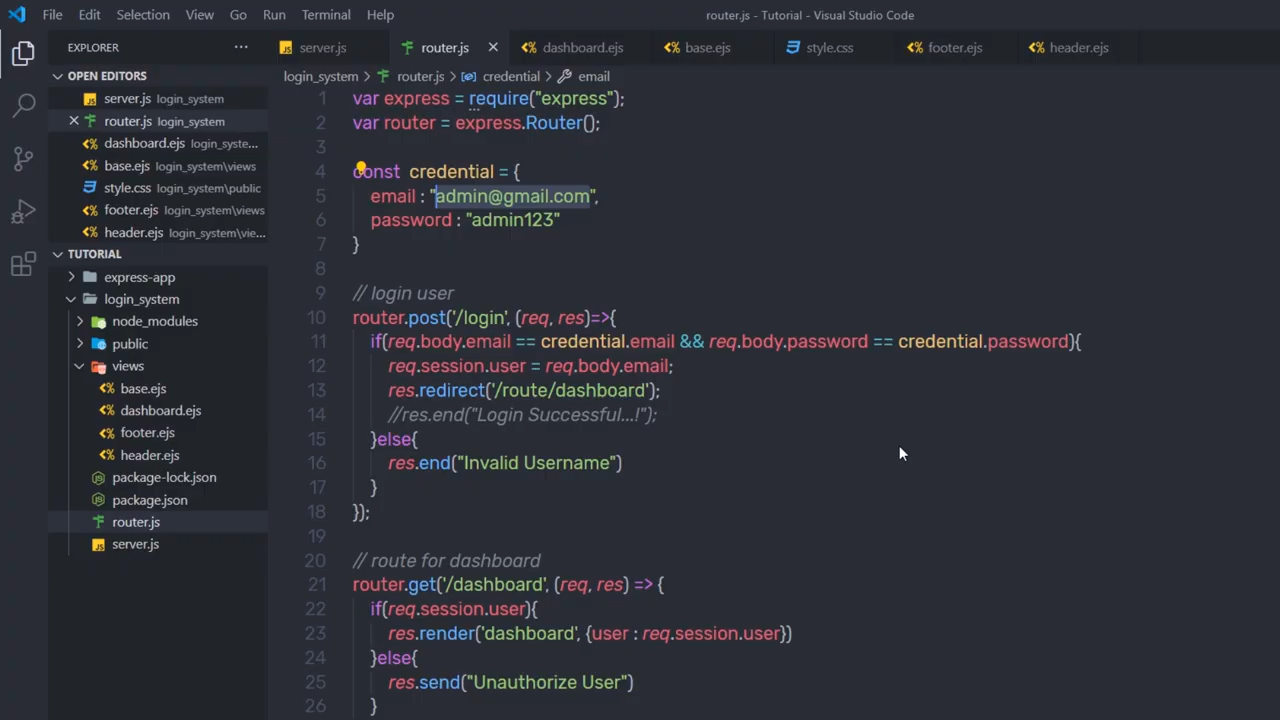 File Edit Selection View Go Run Terminal Help router.js - Tutorial - Visual Studio Code
EXPLORER ... server.js router.js dashboard.ejs base.ejs style.css footer.ejs header.ejs
OPEN EDITORS
server.js login_system
router.js login_system
dashboard.ejs login_syste...
base.ejs login_system\views
style.css login_system\public
footer.ejs login_system\views
header.ejs login_system\vie...
TUTORIAL
express-app
login_system
node_modules
public
views
base.ejs
dashboard.ejs
footer.ejs
header.ejs
package-lock.json
package.json
router.js
server.js
login_system > router.js > credential > email
1 var express = require("express");
2 var router = express.Router();
3
4 const credential = {
5 email : "admin@gmail.com",
6 password : "admin123"
7 }
8
9 // login user
10 router.post('/login', (req, res)=>{
11 if(req.body.email == credential.email && req.body.password == credential.password){
12 req.session.user = req.body.email;
13 res.redirect('/route/dashboard');
14 //res.end("Login Successful...!");
15 }else{
16 res.end("Invalid Username")
17 }
18 });
19
20 // route for dashboard
21 router.get('/dashboard', (req, res) => {
22 if(req.session.user){
23 res.render('dashboard', {user : req.session.user})
24 }else{
25 res.send("Unauthorize User")
26 }